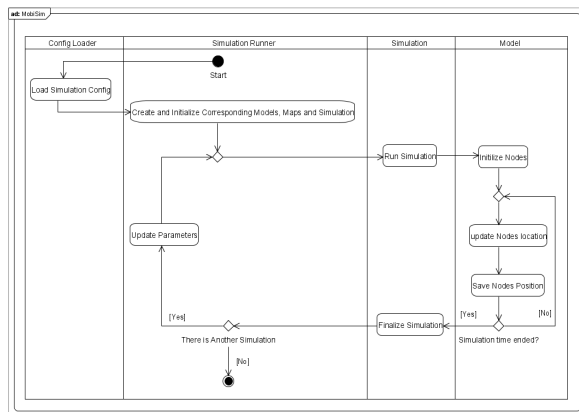 ad: MobiSim
Config Loader
Simulation Runner
Simulation
Model
Start
Load Simulation Config
Create and Initialize Corresponding Models, Maps and Simulation
Run Simulation
Initilize Nodes
Update Parameters
update Nodes location
Save Nodes Position
[Yes]
Finalize Simulation
[Yes]
[No]
There is Another Simulation
Simulation time ended?
[No]